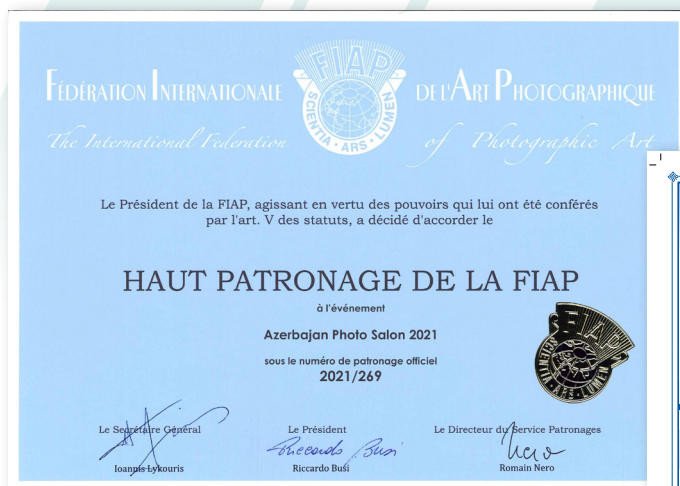 FÉDÉRATION INTERNATIONALE DE L'ART PHOTOGRAPHIQUE
FIAP
SCIENTIA · ARS · LUMEN
The International Federation of Photographic Art
Le Président de la FIAP, agissant en vertu des pouvoirs qui lui ont été conférés
par l'art. V des statuts, a décidé d'accorder le
HAUT PATRONAGE DE LA FIAP
à l'événement
Azerbajan Photo Salon 2021
sous le numéro de patronage officiel
2021/269
FIAP
SCIENTIA · ARS · LUMEN
Le Secrétaire Général
Le Président
Le Directeur du Service Patronages
Riccardo Busi
Nero
Ioannis Lykouris
Riccardo Busi
Romain Nero